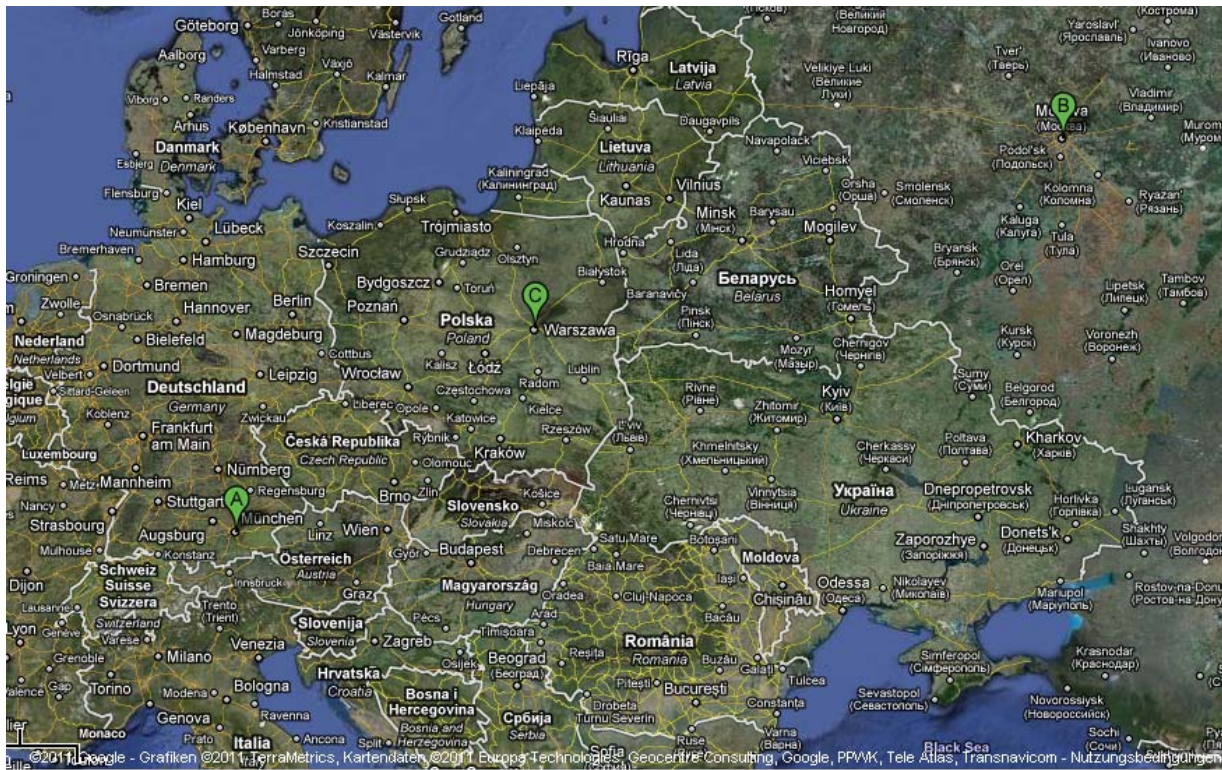 Göteborg
Borås
Jönköping
Västervik
Gotland
Великий
Новгород)
Yaroslavl'
(Ярославль)
(Кострома)
Tver'
(Тверь)
Ivanovo
(Иваново)
Aalborg
Varberg
Halmstad
Växjö
Kalmar
Liepāja
Rīga
Latvija
Latvia
Velikiye Luki
(Великие
Луки)
Vladimir
(Владимир)
Viborg
Randers
Århus
København
Kristianstad
Klaipėda
Šiauliai
Daugavpils
Navapolack
B
(Москва)
Podol'sk
(Подольск)
Danmark
Denmark
Esbjerg
Flensburg
Kiel
Lietuva
Lithuania
Kaliningrad
(Калининград)
Kaunas
Vilnius
Viciebsk
Orsha
(Орша)
Smolensk
(Смоленск)
Kolomna
(Коломна)
Ryazan'
(Рязань)
Neumünster
Lübeck
Koszalin
Słupsk
Trójmiasto
Minsk
(Мінск)
Barysau
Mogilev
Kaluga
(Калуга)
Tula
(Тула)
Bremerhaven
Hamburg
Szczecin
Grudziądz
Olsztyn
Hrodna
Lida
(Ліда)
Bryansk
(Брянск)
Orel
(Орел)
Groningen
Bremen
Bydgoszcz
Toruń
Białystok
Baranavičy
Беларусь
Belarus
Homyel
(Гомель)
Lipetsk
(Липецк)
Tambov
(Тамбов)
Zwolle
Osnabrück
Hannover
Berlin
Poznań
C
Warszawa
Polska
Poland
Pinsk
(Пінск)
Kursk
(Курск)
Voronezh
(Воронеж)
Nederland
Netherlands
Bielefeld
Magdeburg
Cottbus
Kalisz
Łódź
Radom
Lublin
Mozyr
(Мазыр)
Chernigov
(Чернігів)
Velbert
Dortmund
Sittard-Geleen
Leipzig
Wrocław
Częstochowa
Kielce
Rivne
(Рівне)
Zhitomir
(Житомир)
Kyiv
(Київ)
Sumy
(Суми)
Belgorod
(Белгород)
Deutschland
Germany
Koblenz
Zwickau
Liberec
Opole
Katowice
Rzeszów
L'viv
(Львів)
Frankfurt
am Main
Luxembourg
Česká Republika
Czech Republic
Rybnik
Kraków
Olomouc
Khmelnitsky
(Хмельницький)
Cherkassy
(Черкаси)
Poltava
(Полтава)
Kharkov
(Харків)
Reims
Metz
Mannheim
Nürnberg
Regensburg
Brno
Zlín
Košice
Nancy
Stuttgart
A
München
Slovensko
Slovakia
Chernivtsi
(Чернівці)
Vinnytsia
(Вінниця)
Україна
Ukraine
Dnepropetrovsk
(Дніпропетровськ)
Horlivka
(Горлівка)
Lugansk
(Луганськ)
Strasbourg
Augsburg
Linz
Wien
Miskolc
Mulhouse
Konstanz
Győr
Budapest
Debrecen
Satu Mare
Baia Mare
Botoșani
Zaporozhye
(Запоріжжя)
Donets'k
(Донецьк)
Shakhty
(Шахты)
Dijon
Schweiz
Suisse
Svizzera
Switzerland
Österreich
Austria
Innsbruck
Graz
Magyarország
Hungary
Oradea
Cluj-Napoca
Iași
Moldova
Chișinău
Odessa
(Одеса)
Nikolayev
(Миколаїв)
Mariupol
(Маріуполь)
Lausanne
Genève
Lyon
Trento
(Trient)
Slovenija
Slovenia
Pécs
Arad
Bacău
Varese
Venezia
Zagreb
Timișoara
Grenoble
Milano
Osijek
Beograd
(Београд)
Reșița
România
Romania
Buzău
Galați
Tulcea
Simferopol
(Сімферополь)
Krasnodar
(Краснодар)
Gap
Torino
Modena
Bologna
Hrvatska
Croatia
Bosna i
Hercegovina
Bosnia and
Herzegovina
Pitești
București
Drobeta
Turnu Severin
Constanța
Sevastopol
(Севастополь)
Novorossiysk
(Новороссийск)
Genova
Ravenna
Monaco
Prato
Ancona
Split
Србија
Serbia
Italia
Italy
Ruse
Varna
(Варна)
Sochi
(Сочи)
Black Sea
©2011 Google - Grafiken ©2011 TerraMetrics, Kartendaten ©2011 Europa Technologies, Geocentre Consulting, Google, PPWK, Tele Atlas, Transnavicom - Nutzungsbedingungen